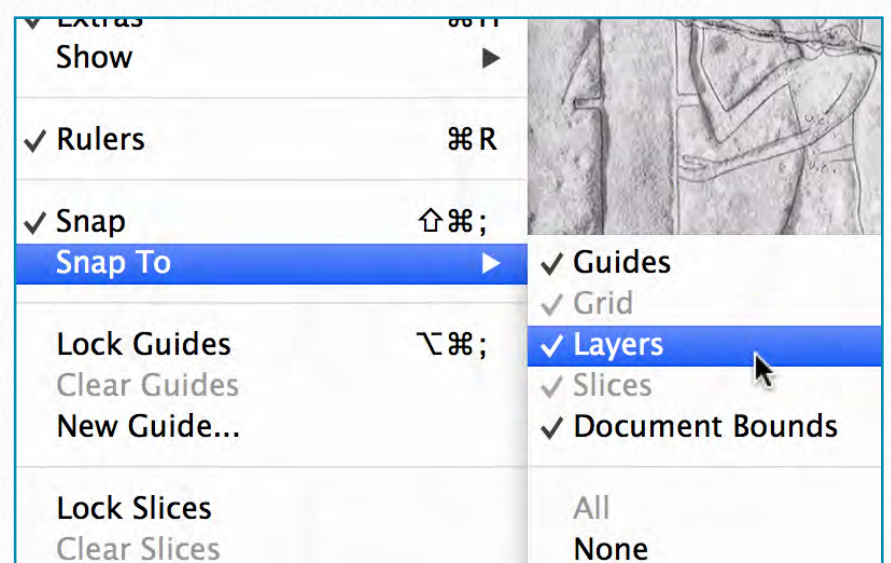 Extras ⌘H
Show ▶
✓ Rulers ⌘R
✓ Snap ⇧⌘;
Snap To ▶
Lock Guides ⌥⌘;
Clear Guides
New Guide...
Lock Slices
Clear Slices
✓ Guides
✓ Grid
✓ Layers
✓ Slices
✓ Document Bounds
All
None